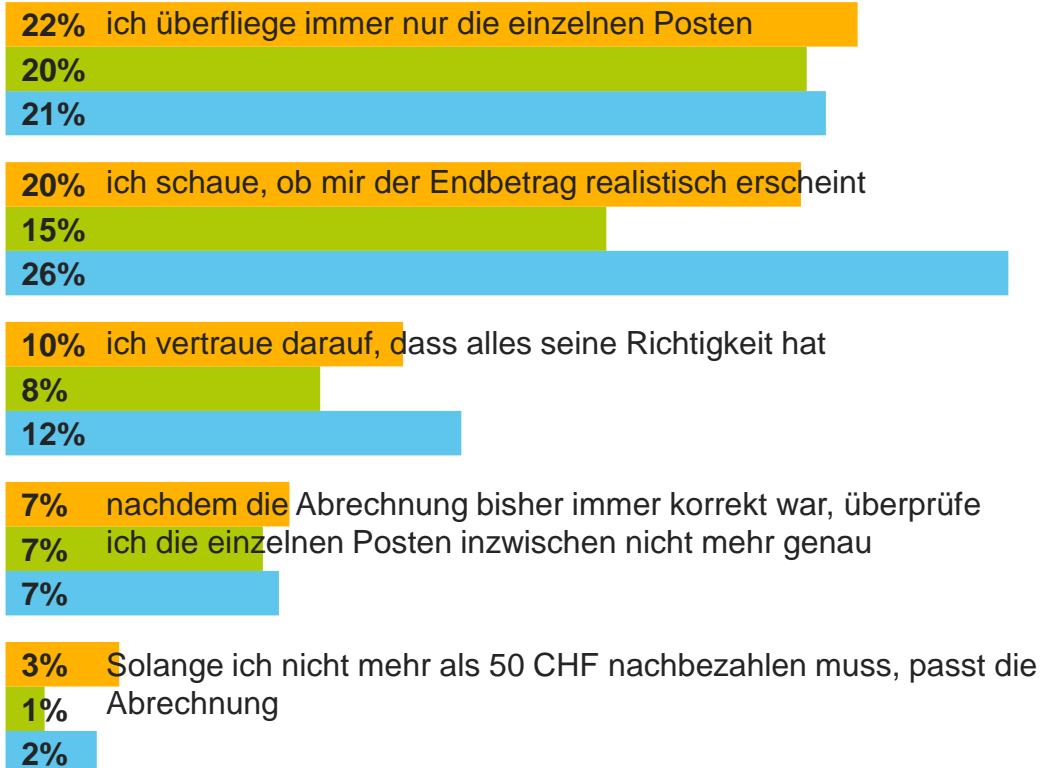 22% ich überfliege immer nur die einzelnen Posten
20%
21%
20% ich schaue, ob mir der Endbetrag realistisch erscheint
15%
26%
10% ich vertraue darauf, dass alles seine Richtigkeit hat
8%
12%
7% nachdem die Abrechnung bisher immer korrekt war, überprüfe
7% ich die einzelnen Posten inzwischen nicht mehr genau
7%
3% Solange ich nicht mehr als 50 CHF nachbezahlen muss, passt die
1% Abrechnung
2%